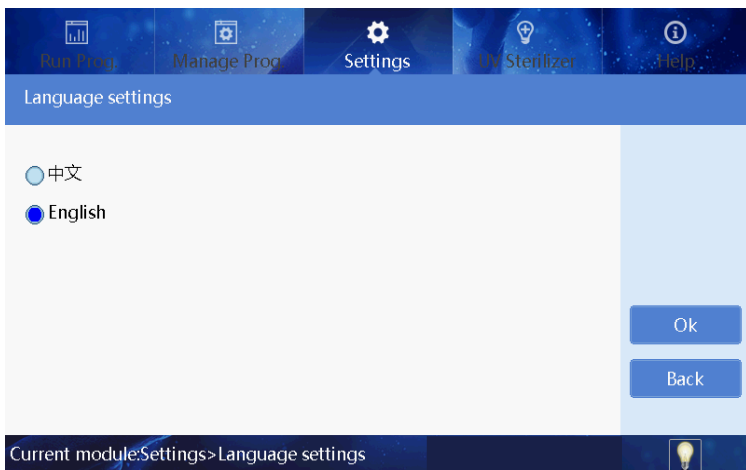 Run Prog.
Manage Prog.
Settings
UV Sterilizer
Help
Language settings
中文
English
Ok
Back
Current module:Settings>Language settings